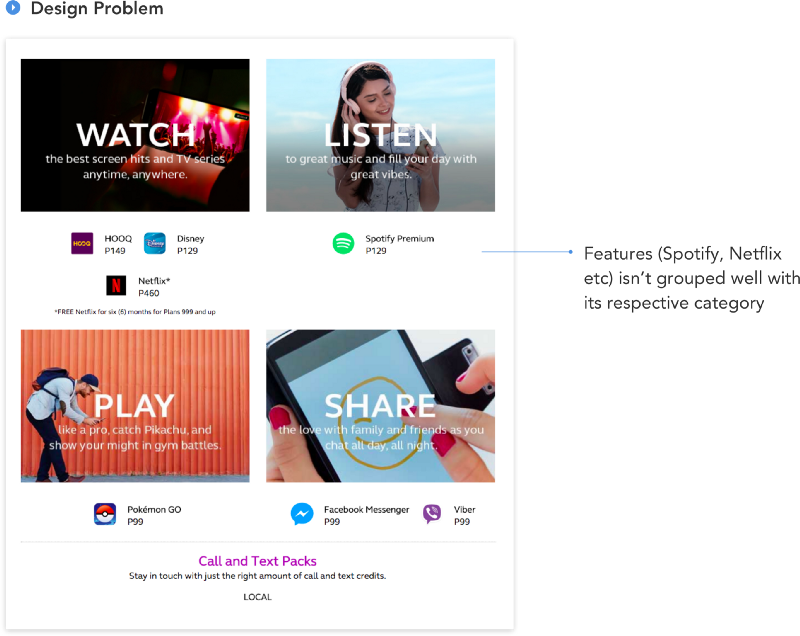 Design Problem
WATCH
the best screen hits and TV series
anytime, anywhere.
LISTEN
to great music and fill your day with
great vibes.
HOOQ
HOOQ
P149
Disney
Disney
P129
Netflix*
P460
*FREE Netflix for six (6) months for Plans 999 and up
Spotify Premium
P129
Features (Spotify, Netflix
etc) isn't grouped well with
its respective category
PLAY
like a pro, catch Pikachu, and
show your might in gym battles.
SHARE
the love with family and friends as you
chat all day, all night.
Pokémon GO
P99
Facebook Messenger
P99
Viber
P99
Call and Text Packs
Stay in touch with just the right amount of call and text credits.
LOCAL